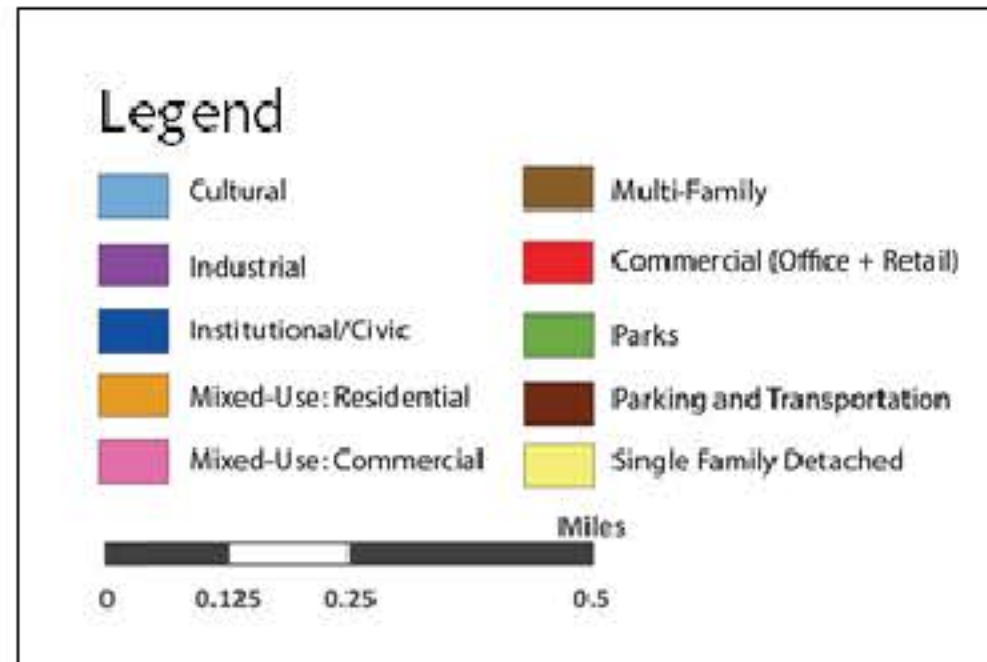 Legend
Cultural
Industrial
Institutional/Civic
Mixed-Use: Residential
Mixed-Use: Commercial
Multi-Family
Commercial (Office + Retail)
Parks
Parking and Transportation
Single Family Detached
Miles
0 0.125 0.25 0.5